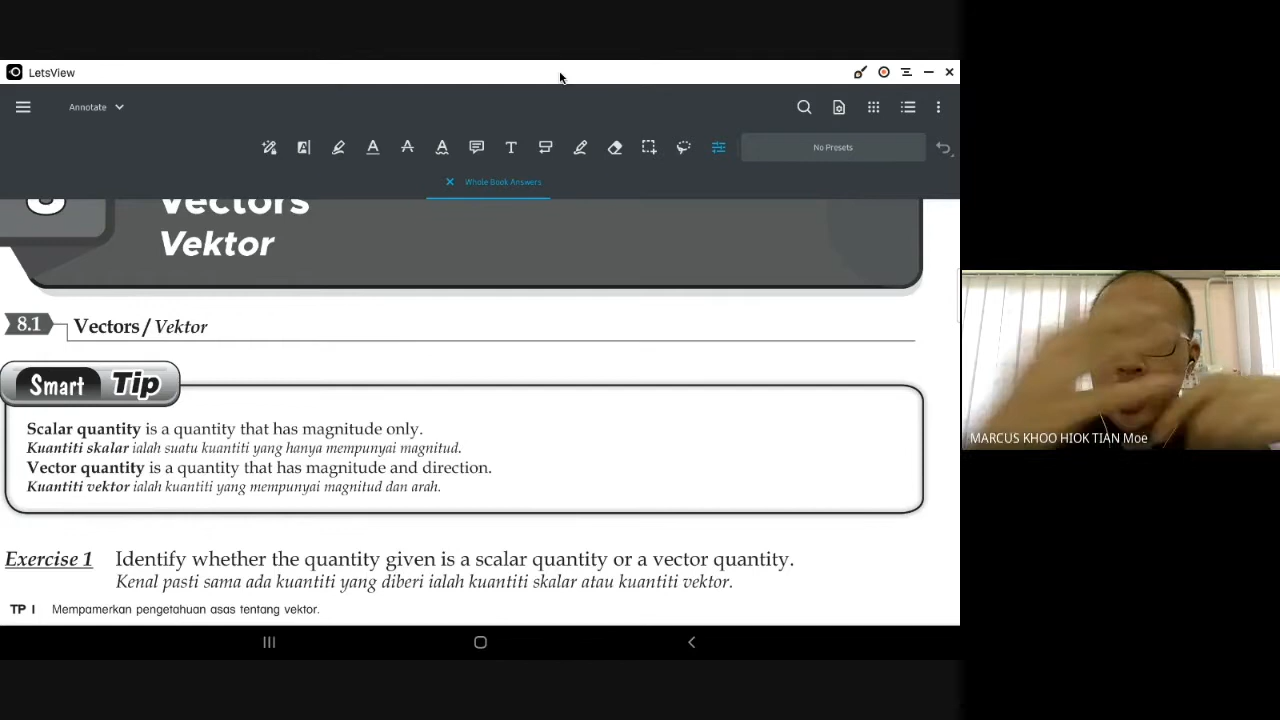 LetsView
Annotate
No Presets
Whole Book Answers
Vectors
Vektor
8.1 Vectors / Vektor
Smart Tip
Scalar quantity is a quantity that has magnitude only.
Kuantiti skalar ialah suatu kuantiti yang hanya mempunyai magnitud.
Vector quantity is a quantity that has magnitude and direction.
Kuantiti vektor ialah kuantiti yang mempunyai magnitud dan arah.
Exercise 1 Identify whether the quantity given is a scalar quantity or a vector quantity.
Kenal pasti sama ada kuantiti yang diberi ialah kuantiti skalar atau kuantiti vektor.
TP 1 Mempamerkan pengetahuan asas tentang vektor.
MARCUS KHOO HIOK TIAN Moe